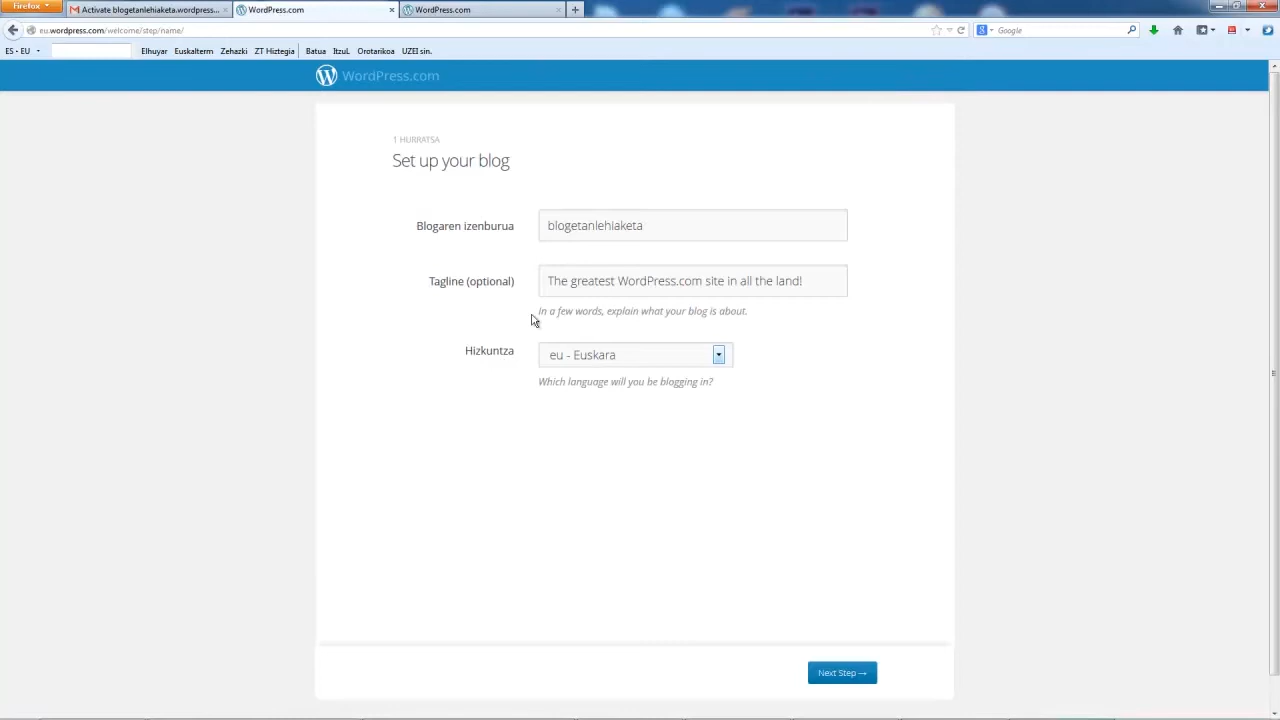 Firefox
Activate blogetanlehiaketa.wordpress...
WordPress.com
WordPress.com
eu.wordpress.com/welcome/step/name/
Google
ES - EU
Elhuyar
Euskalterm
Zehazki
ZT Hiztegia
Batua
ItzuL
Orotarikoa
UZEI sin.
WordPress.com
1 HURRATSA
Set up your blog
Blogaren izenburua
blogetanlehiaketa
Tagline (optional)
The greatest WordPress.com site in all the land!
In a few words, explain what your blog is about.
Hizkuntza
eu - Euskara
Which language will you be blogging in?
Next Step →